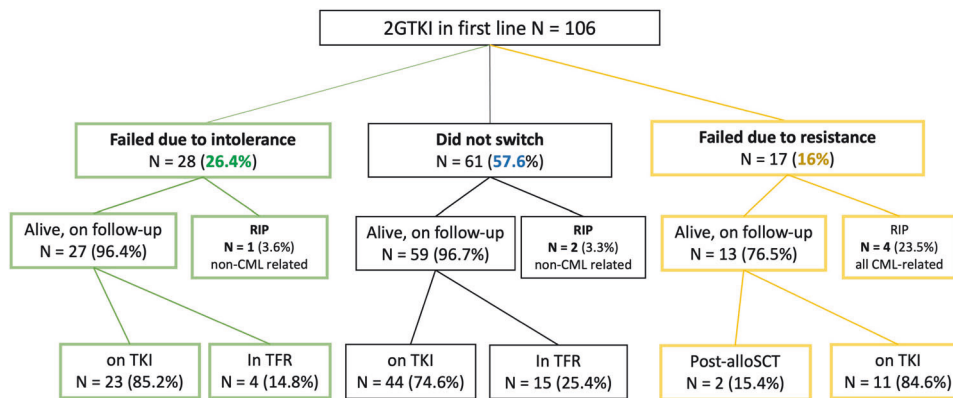 2GTKI in first line N = 106
Failed due to intolerance
N = 28 (26.4%)
Did not switch
N = 61 (57.6%)
Failed due to resistance
N = 17 (16%)
Alive, on follow-up
N = 27 (96.4%)
RIP
N = 1 (3.6%)
non-CML related
Alive, on follow-up
N = 59 (96.7%)
RIP
N = 2 (3.3%)
non-CML related
Alive, on follow-up
N = 13 (76.5%)
RIP
N = 4 (23.5%)
all CML-related
on TKI
N = 23 (85.2%)
In TFR
N = 4 (14.8%)
on TKI
N = 44 (74.6%)
In TFR
N = 15 (25.4%)
Post-alloSCT
N = 2 (15.4%)
on TKI
N = 11 (84.6%)